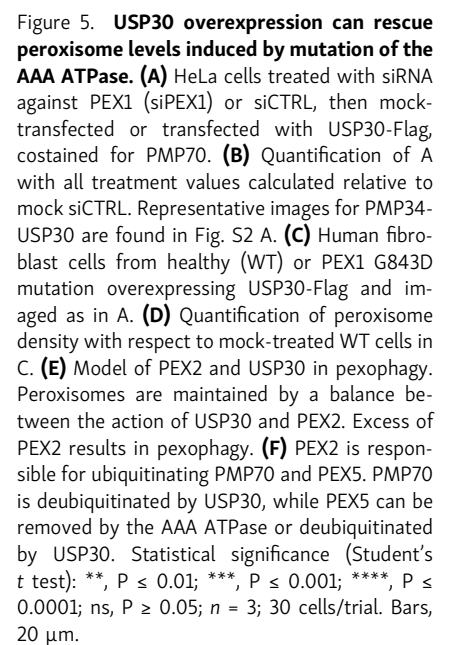 Figure 5. USP30 overexpression can rescue
peroxisome levels induced by mutation of the
AAA ATPase. (A) HeLa cells treated with siRNA
against PEX1 (siPEX1) or siCTRL, then mock-
transfected or transfected with USP30-Flag,
costained for PMP70. (B) Quantification of A
with all treatment values calculated relative to
mock siCTRL. Representative images for PMP34-
USP30 are found in Fig. S2 A. (C) Human fibro-
blast cells from healthy (WT) or PEX1 G843D
mutation overexpressing USP30-Flag and im-
aged as in A. (D) Quantification of peroxisome
density with respect to mock-treated WT cells in
C. (E) Model of PEX2 and USP30 in pexophagy.
Peroxisomes are maintained by a balance be-
tween the action of USP30 and PEX2. Excess of
PEX2 results in pexophagy. (F) PEX2 is respon-
sible for ubiquitinating PMP70 and PEX5. PMP70
is deubiquitinated by USP30, while PEX5 can be
removed by the AAA ATPase or deubiquitinated
by USP30. Statistical significance (Student’s
t test): **, P ≤ 0.01; ***, P ≤ 0.001; ****, P ≤
0.0001; ns, P ≥ 0.05; n = 3; 30 cells/trial. Bars,
20 µm.